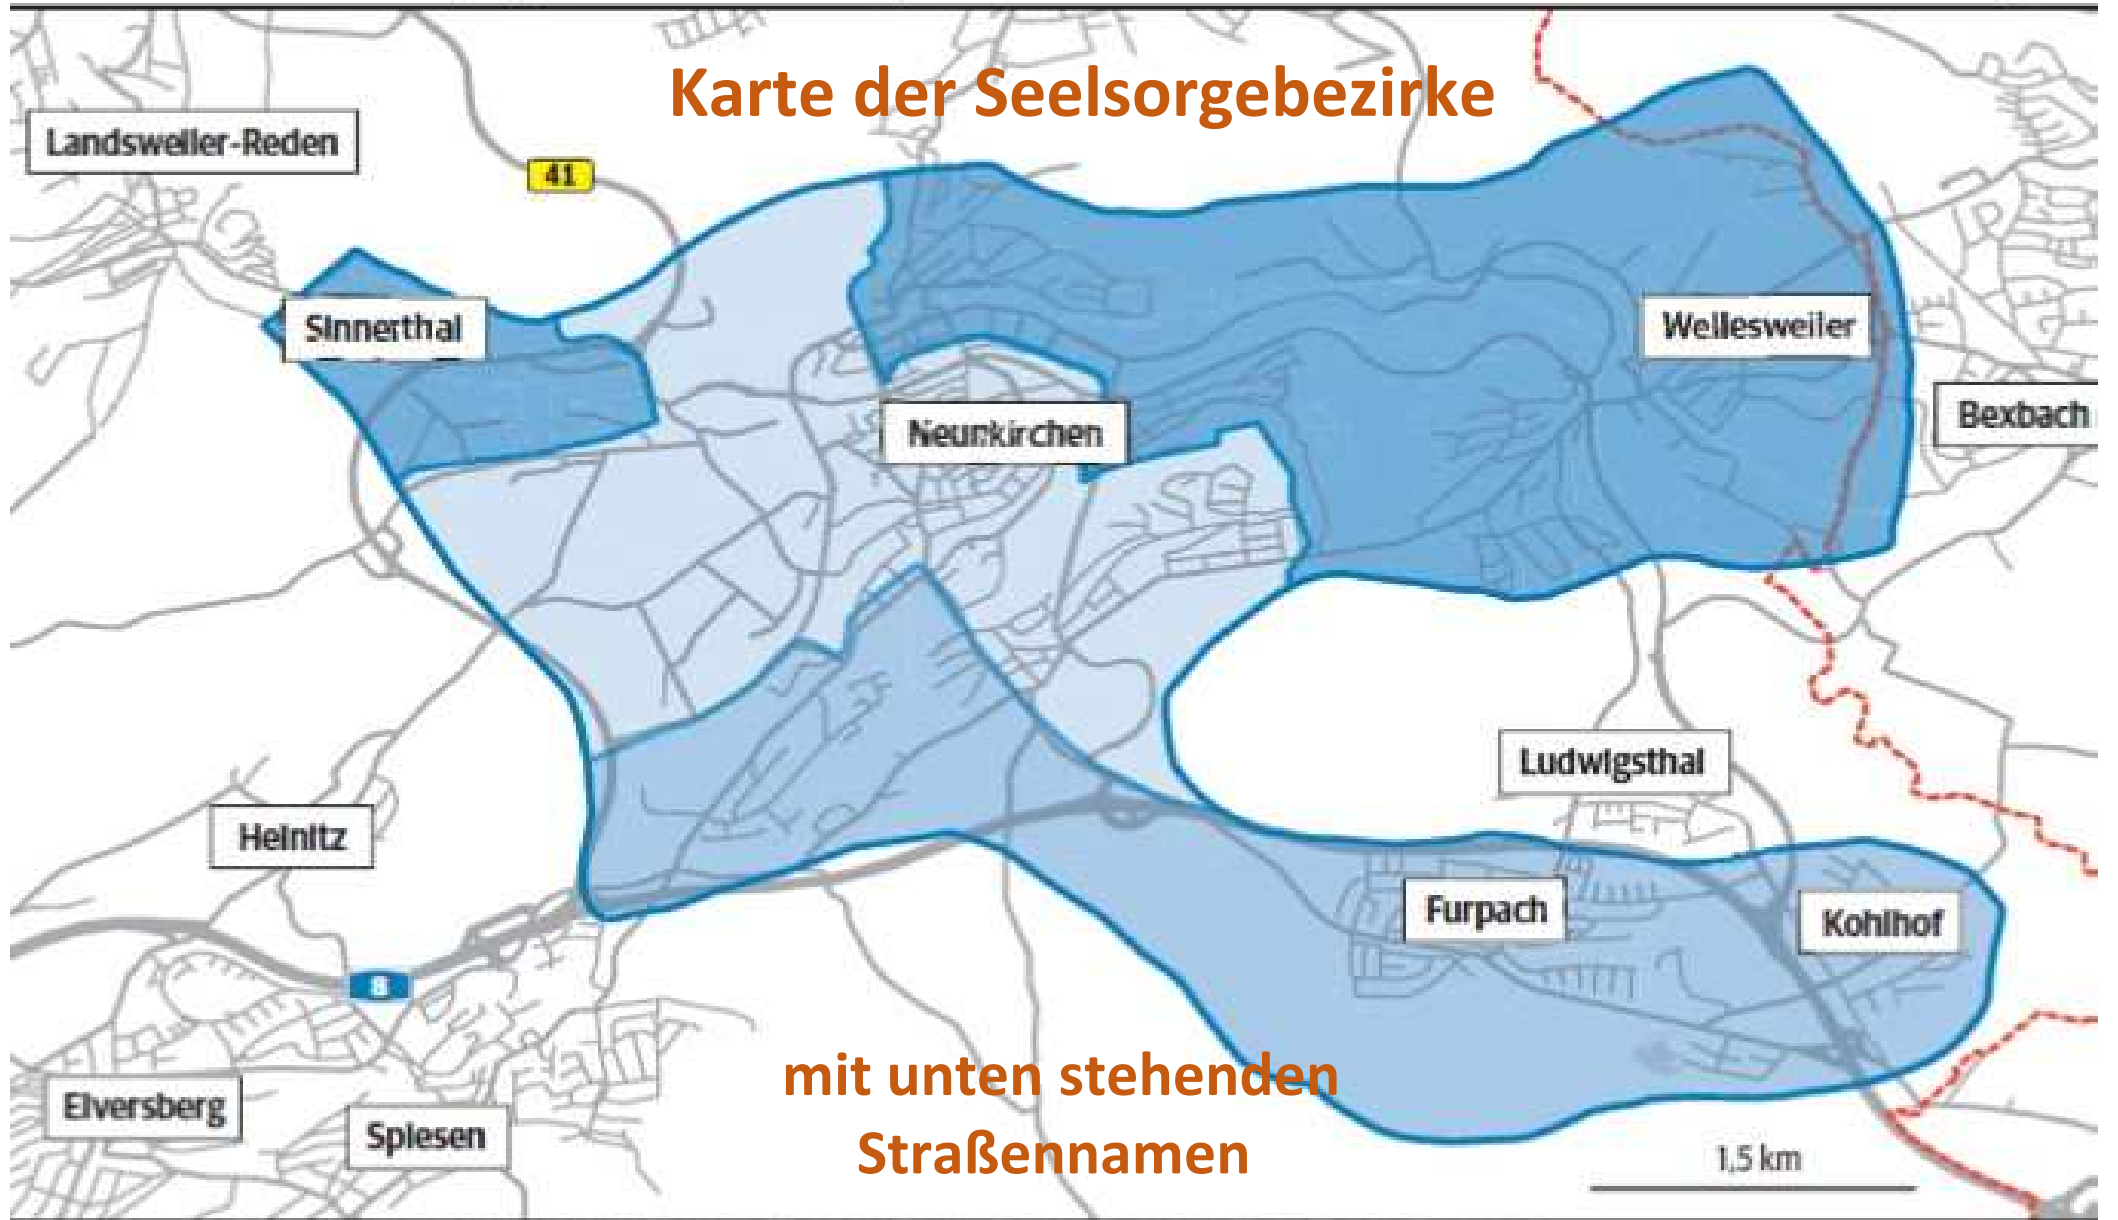 Karte der Seelsorgebezirke
Landsweiler-Reden
41
Sinnerthal
Wellesweiler
Bexbach
Neunkirchen
Ludwigsthal
Heinitz
Furpach
Kohlhof
8
mit unten stehenden
Straßennamen
Elversberg
Spiesen
1,5 km